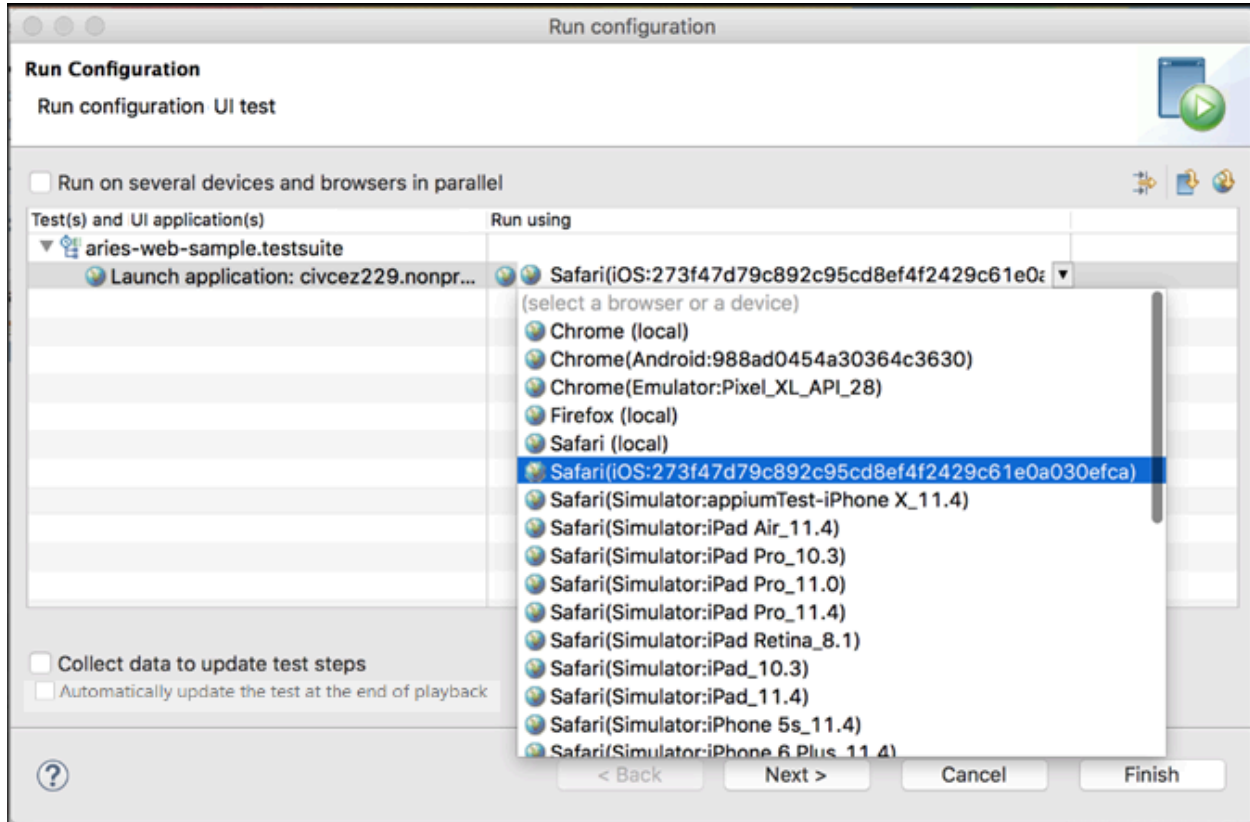 Run configuration
Run Configuration
Run configuration UI test
Run on several devices and browsers in parallel
Test(s) and UI application(s) Run using
aries-web-sample.testsuite
Launch application: civcez229.nonpr... Safari(iOS:273f47d79c892c95cd8ef4f2429c61e0a
(select a browser or a device)
Chrome (local)
Chrome(Android:988ad0454a30364c3630)
Chrome(Emulator:Pixel_XL_API_28)
Firefox (local)
Safari (local)
Safari(iOS:273f47d79c892c95cd8ef4f2429c61e0a030efca)
Safari(Simulator:appiumTest-iPhone X_11.4)
Safari(Simulator:iPad Air_11.4)
Safari(Simulator:iPad Pro_10.3)
Safari(Simulator:iPad Pro_11.0)
Safari(Simulator:iPad Pro_11.4)
Safari(Simulator:iPad Retina_8.1)
Safari(Simulator:iPad_10.3)
Safari(Simulator:iPad_11.4)
Safari(Simulator:iPhone 5s_11.4)
Safari(Simulator:iPhone 6 Plus_11.4)
Collect data to update test steps
Automatically update the test at the end of playback
? < Back Next > Cancel Finish